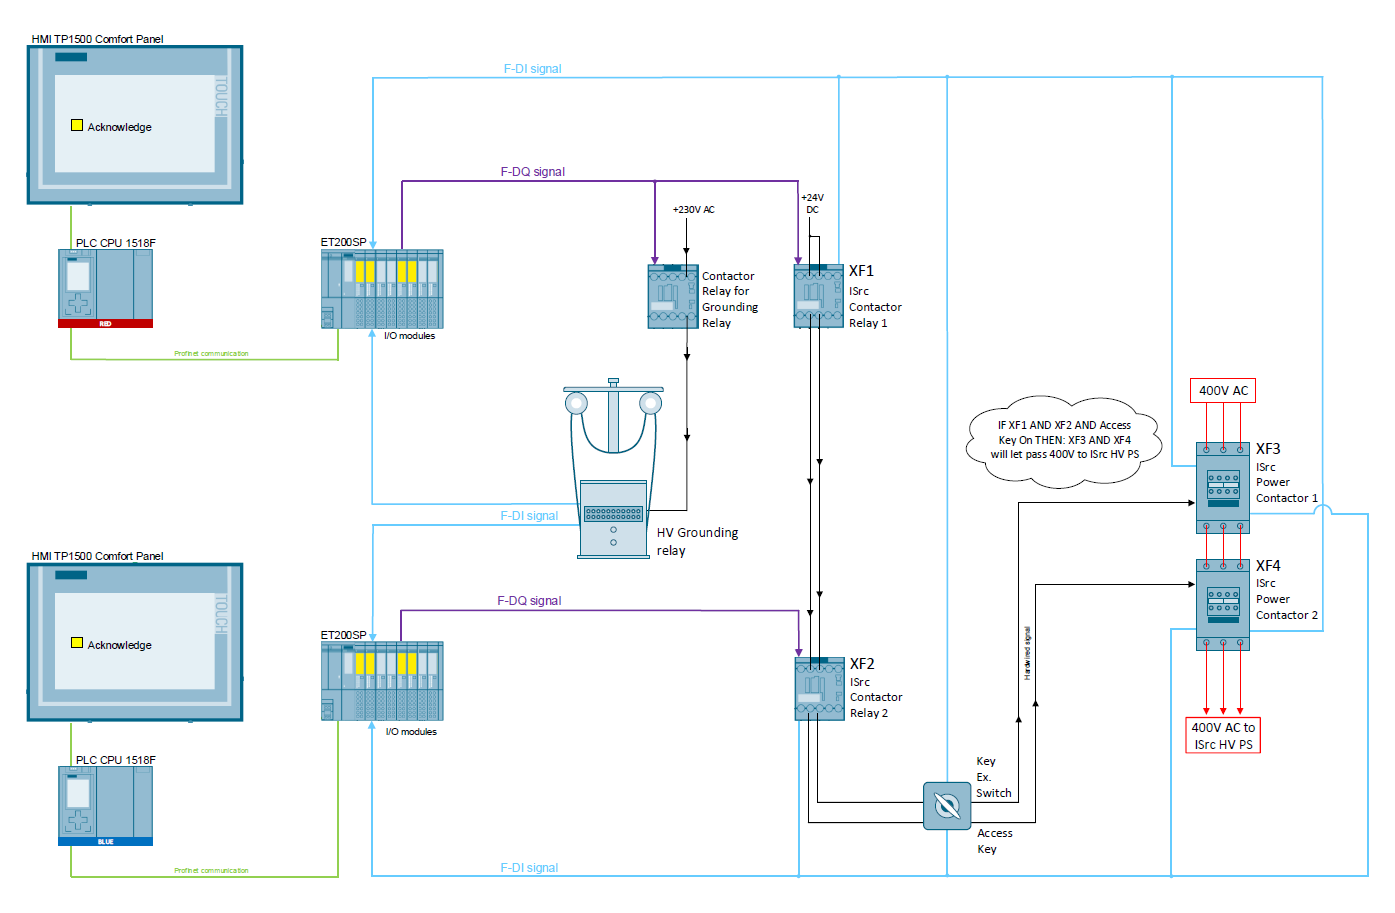 HMI TP1500 Comfort Panel
TOUCH
Acknowledge
F-DI signal
F-DQ signal
+230V AC
+24V
DC
PLC CPU 1518F
RED
Profinet communication
ET200SP
I/O modules
Contactor
Relay for
Grounding
Relay
XF1
ISrc
Contactor
Relay 1
400V AC
IF XF1 AND XF2 AND Access
Key On THEN: XF3 AND XF4
will let pass 400V to ISrc HV PS
XF3
ISrc
Power
Contactor 1
F-DI signal
HV Grounding
relay
HMI TP1500 Comfort Panel
TOUCH
Acknowledge
XF4
ISrc
Power
Contactor 2
F-DQ signal
ET200SP
I/O modules
XF2
ISrc
Contactor
Relay 2
Hardwired signal
400V AC to
ISrc HV PS
PLC CPU 1518F
BLUE
Profinet communication
Key
Ex.
Switch
Access
Key
F-DI signal